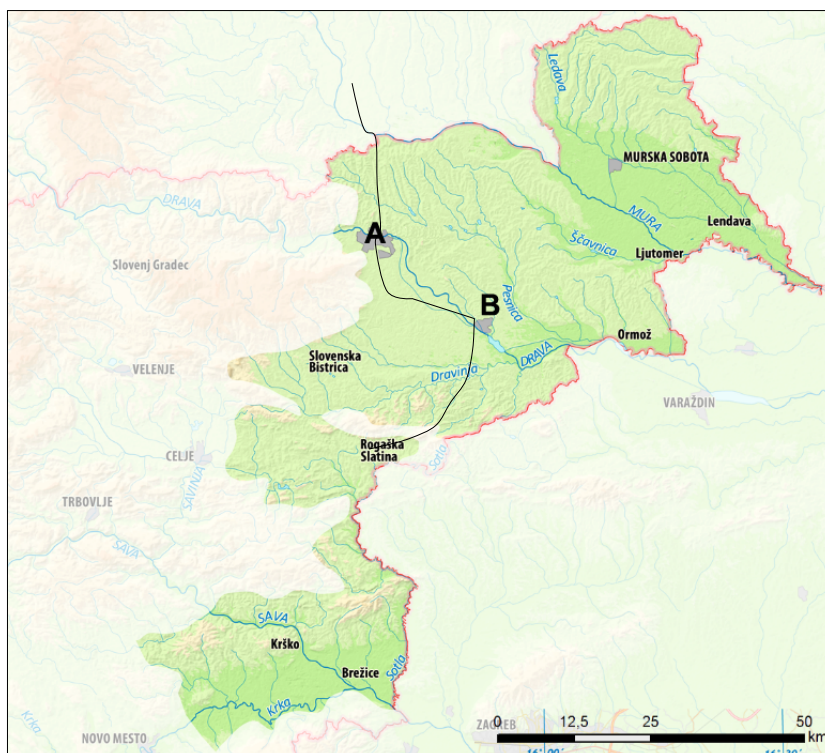 Ledava
MURSKA SOBOTA
DRAVA
MURA
Lendava
A
Ščavnica
Ljutomer
Slovenj Gradec
Pesnica
B
Ormož
Slovenska
Bistrica
DRAVA
VELENJE
Dravinja
VARAŽDIN
Rogaška
Slatina
Sotla
CELJE
SAVINJA
TRBOVLJE
SAVA
SAVA
Krško
Brežice
Sotla
Krka
Krka
NOVO MESTO
ZAGREB
0 12,5 25 50
km